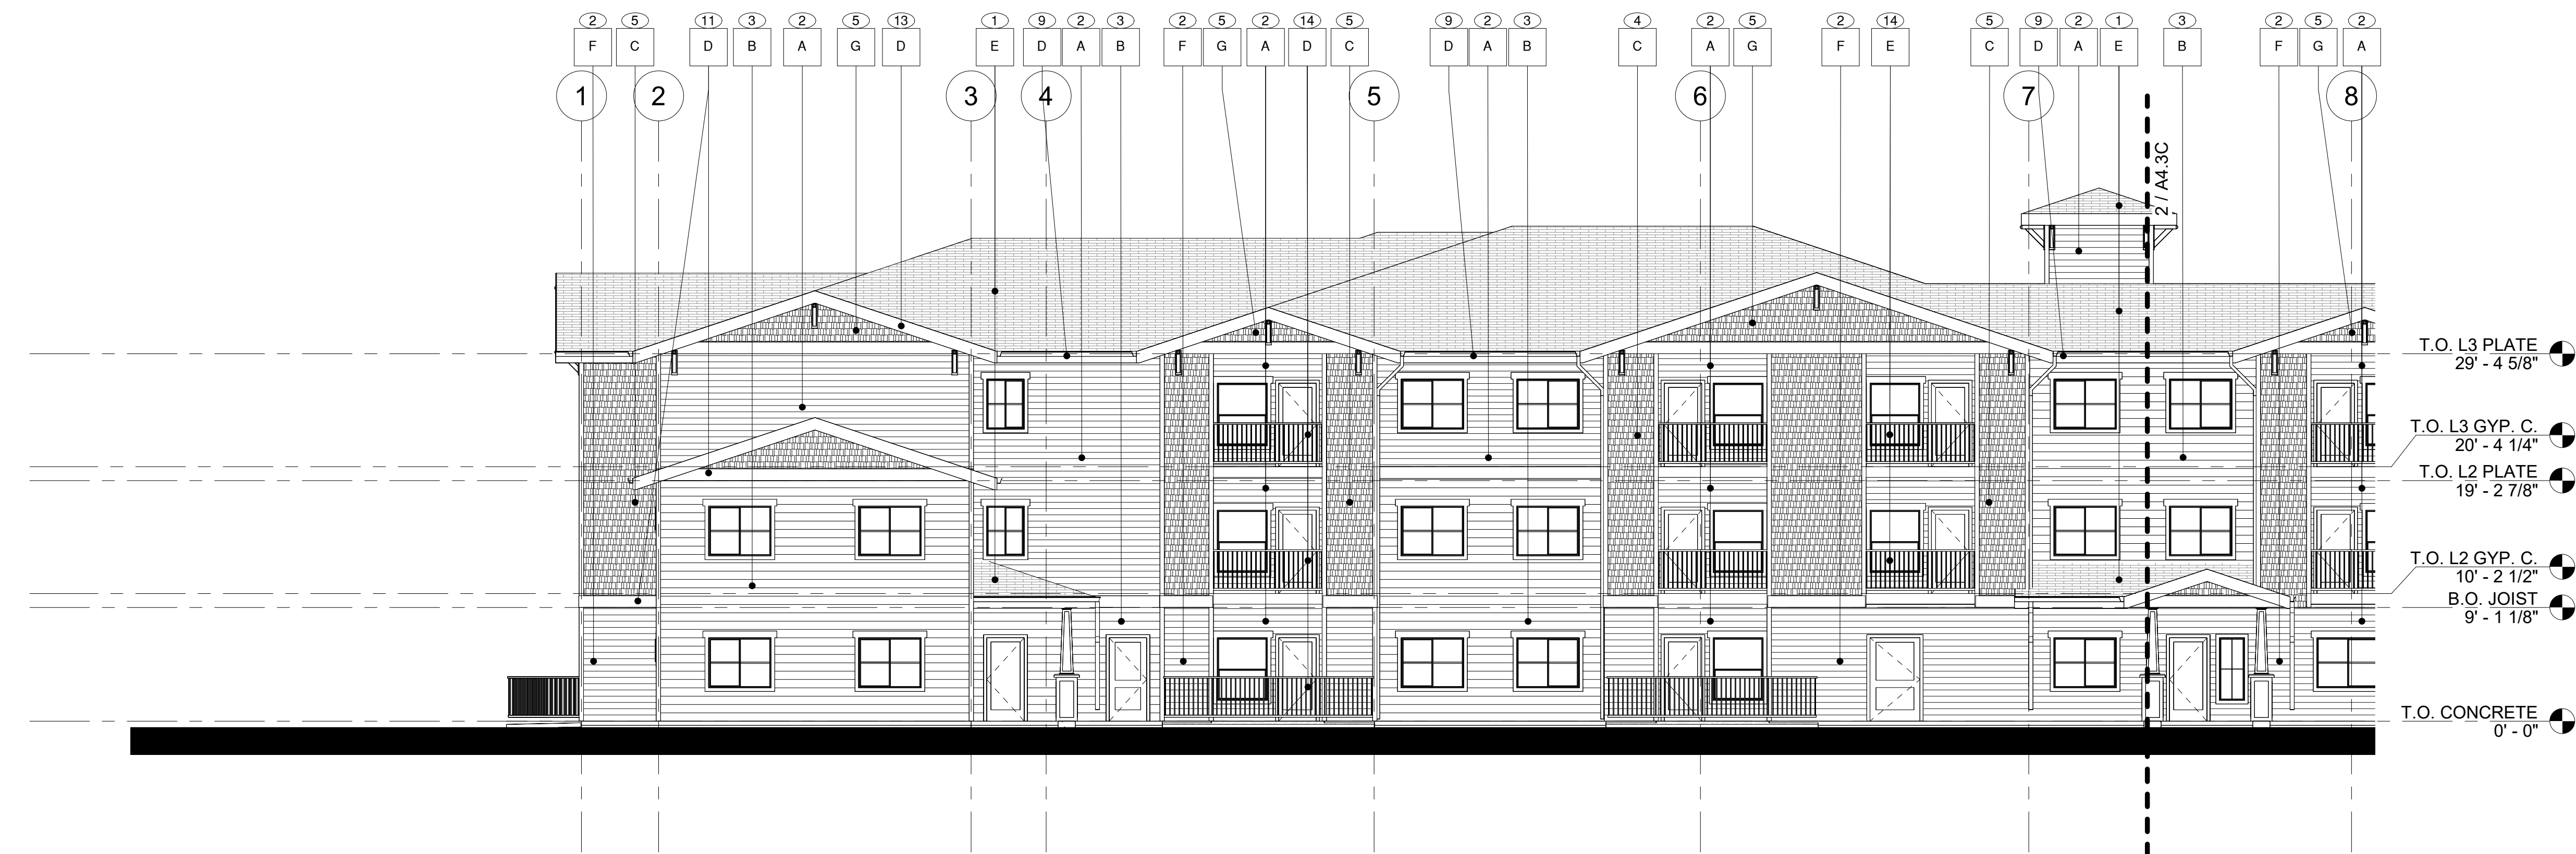 2 5 11 3 2 5 13 1 9 2 3 2 5 2 14 5 9 2 3 4 2 5 2 14 5 9 2 1 3 2 5 2
F C D B A G D E D A B F G A D C D A B C A G F E C D A E B F G A
1 2 3 4 5 6 7 8
2 / A4.3C
T.O. L3 PLATE
29' - 4 5/8"
T.O. L3 GYP. C.
20' - 4 1/4"
T.O. L2 PLATE
19' - 2 7/8"
T.O. L2 GYP. C.
10' - 2 1/2"
B.O. JOIST
9' - 1 1/8"
T.O. CONCRETE
0' - 0"